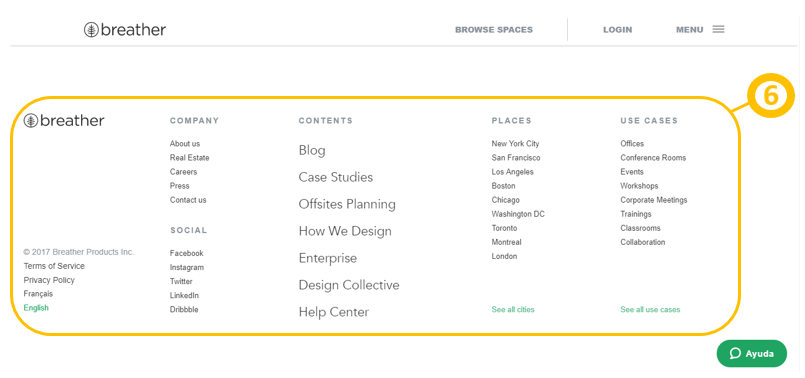 breather
BROWSE SPACES
LOGIN
MENU
6
breather
© 2017 Breather Products Inc.
Terms of Service
Privacy Policy
Français
English
COMPANY
About us
Real Estate
Careers
Press
Contact us
SOCIAL
Facebook
Instagram
Twitter
LinkedIn
Dribbble
CONTENTS
Blog
Case Studies
Offsites Planning
How We Design
Enterprise
Design Collective
Help Center
PLACES
New York City
San Francisco
Los Angeles
Boston
Chicago
Washington DC
Toronto
Montreal
London
See all cities
USE CASES
Offices
Conference Rooms
Events
Workshops
Corporate Meetings
Trainings
Classrooms
Collaboration
See all use cases
Ayuda